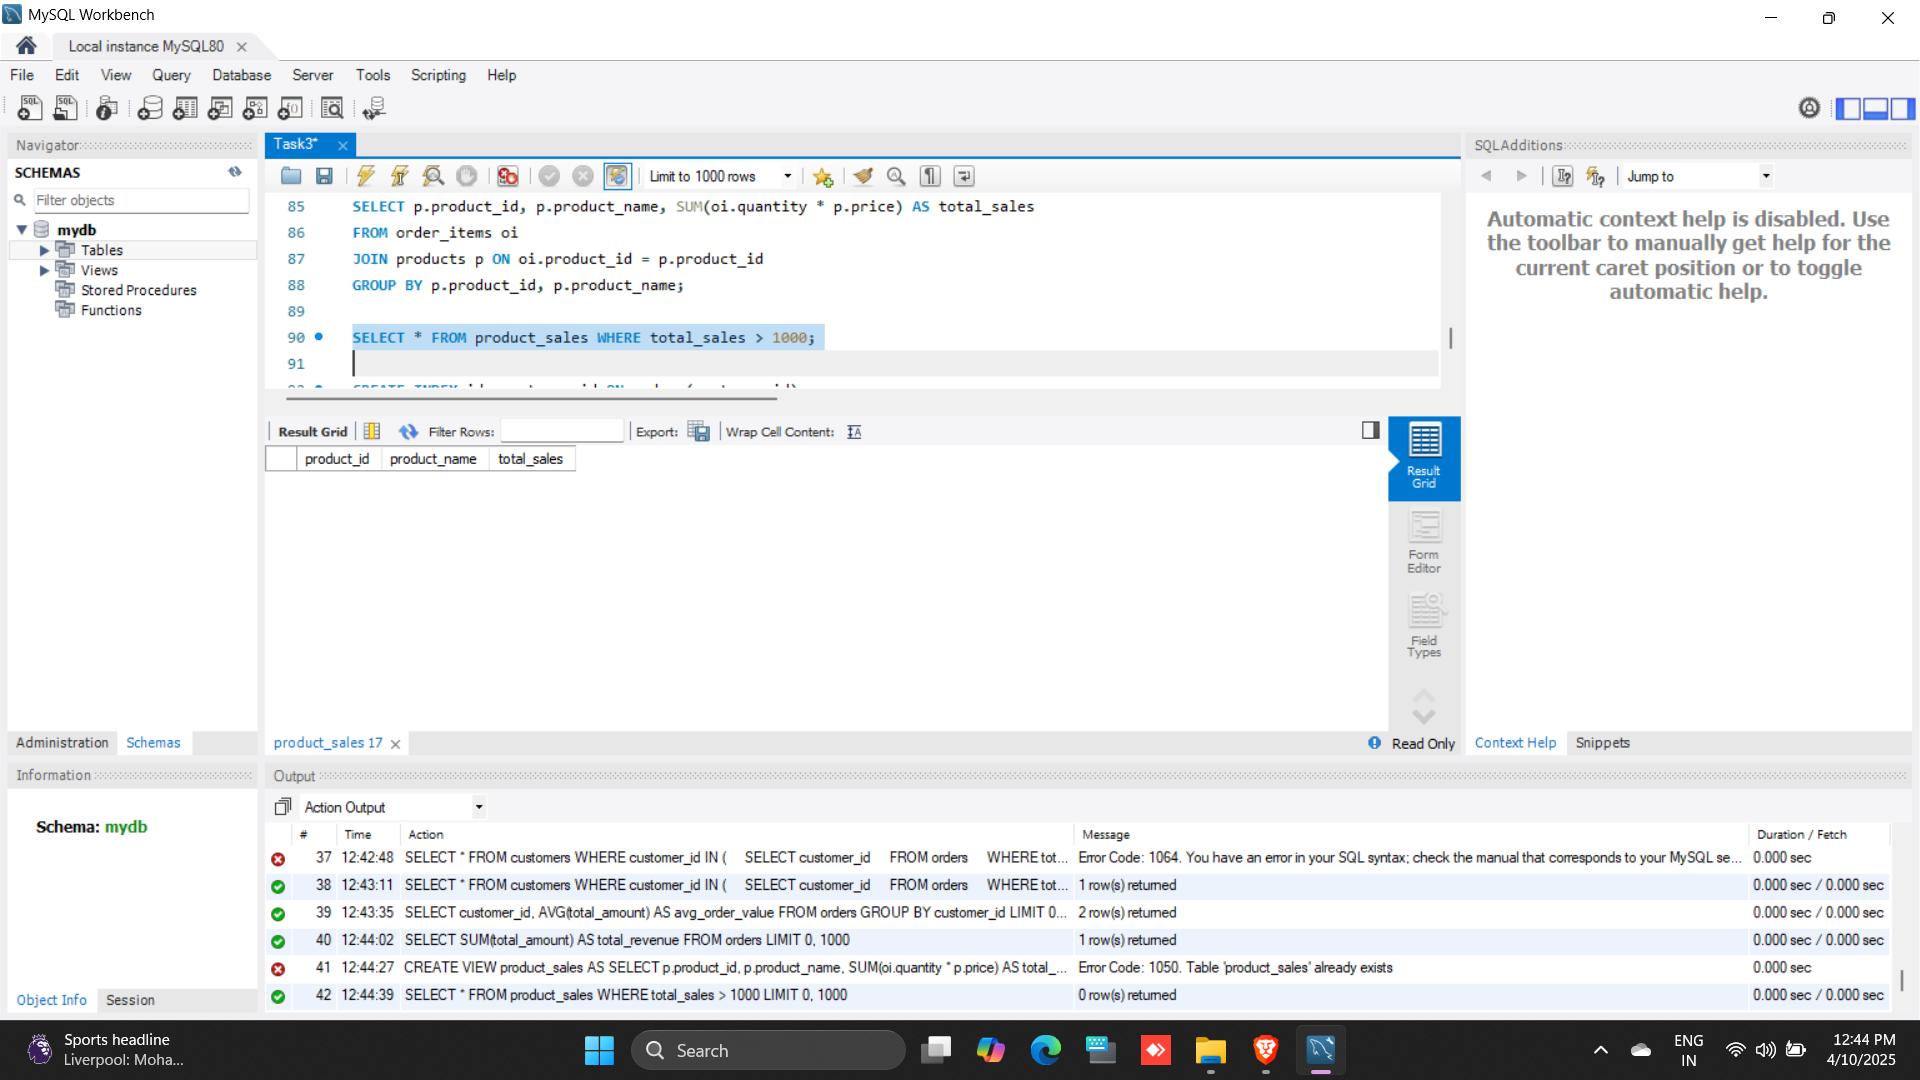 MySQL Workbench
Local instance MySQL80
File Edit View Query Database Server Tools Scripting Help
Navigator
SCHEMAS
Filter objects
mydb
Tables
Views
Stored Procedures
Functions
Administration Schemas
Information
Schema: mydb
Object Info Session
Task3*
Limit to 1000 rows
85 SELECT p.product_id, p.product_name, SUM(oi.quantity * p.price) AS total_sales
86 FROM order_items oi
87 JOIN products p ON oi.product_id = p.product_id
88 GROUP BY p.product_id, p.product_name;
89
90 SELECT * FROM product_sales WHERE total_sales > 1000;
91
Result Grid Filter Rows: Export: Wrap Cell Content:
product_id product_name total_sales
Result Grid
Form Editor
Field Types
product_sales 17
Read Only
SQLAdditions
Jump to
Automatic context help is disabled. Use
the toolbar to manually get help for the
current caret position or to toggle
automatic help.
Context Help Snippets
Output
Action Output
# Time Action Message Duration / Fetch
37 12:42:48 SELECT * FROM customers WHERE customer_id IN ( SELECT customer_id FROM orders WHERE tot... Error Code: 1064. You have an error in your SQL syntax; check the manual that corresponds to your MySQL se... 0.000 sec
38 12:43:11 SELECT * FROM customers WHERE customer_id IN ( SELECT customer_id FROM orders WHERE tot... 1 row(s) returned 0.000 sec / 0.000 sec
39 12:43:35 SELECT customer_id, AVG(total_amount) AS avg_order_value FROM orders GROUP BY customer_id LIMIT 0... 2 row(s) returned 0.000 sec / 0.000 sec
40 12:44:02 SELECT SUM(total_amount) AS total_revenue FROM orders LIMIT 0, 1000 1 row(s) returned 0.000 sec / 0.000 sec
41 12:44:27 CREATE VIEW product_sales AS SELECT p.product_id, p.product_name, SUM(oi.quantity * p.price) AS total_... Error Code: 1050. Table 'product_sales' already exists 0.000 sec
42 12:44:39 SELECT * FROM product_sales WHERE total_sales > 1000 LIMIT 0, 1000 0 row(s) returned 0.000 sec / 0.000 sec
Sports headline
Liverpool: Moha...
Search
ENG
IN
12:44 PM
4/10/2025